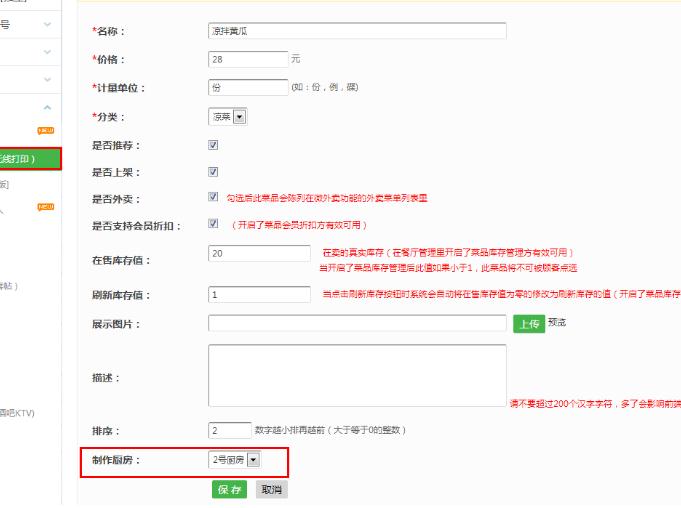 号
*名称： 凉拌黄瓜
*价格： 28 元
*计量单位： 份 (如：份，例，碟)
*分类： 凉菜
NEW
是否推荐：
无线打印）
是否上架：
版]
是否外卖： 勾选后此菜品会陈列在微外卖功能的外卖菜单列表里
NEW
是否支持会员折扣： （开启了菜品会员折扣方有效可用）
在售库存值： 20 在卖的真实库存（在餐厅管理里开启了菜品库存管理方有效可用）
当开启了菜品库存管理后此值如果小于1，此菜品将不可被顾客点选
刷新库存值： 1 当点击刷新库存按钮时系统会自动将在售库存值为零的修改为刷新库存的值（开启了菜品库存
展示图片： 上传 预览
描述：
请不要超过200个汉字字符，多了会影响前端
酒吧KTV)
排序： 2 数字越小排再越前（大于等于0的整数）
制作厨房： 2号厨房
保存 取消